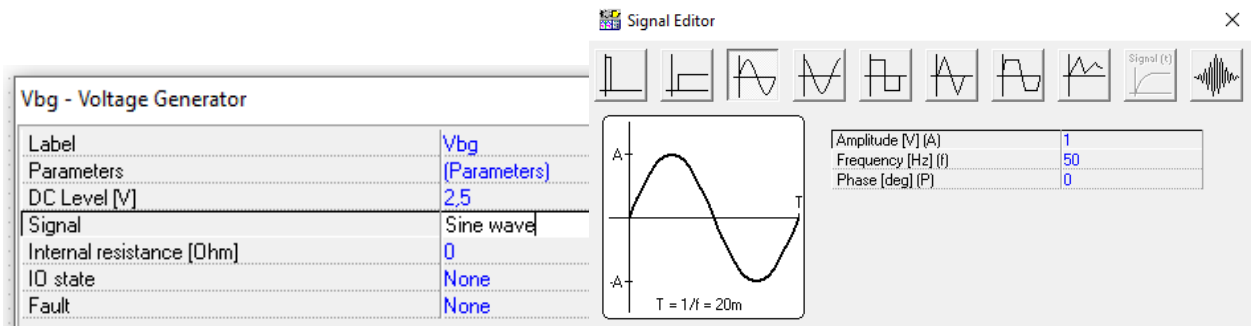 Vbg - Voltage Generator
Label Vbg
Parameters (Parameters)
DC Level [V] 2,5
Signal Sine wave
Internal resistance [Ohm] 0
IO state None
Fault None
Signal Editor
Signal (t)
A
T
-A
T = 1/f = 20m
Amplitude [V] (A) 1
Frequency [Hz] (f) 50
Phase [deg] (P) 0